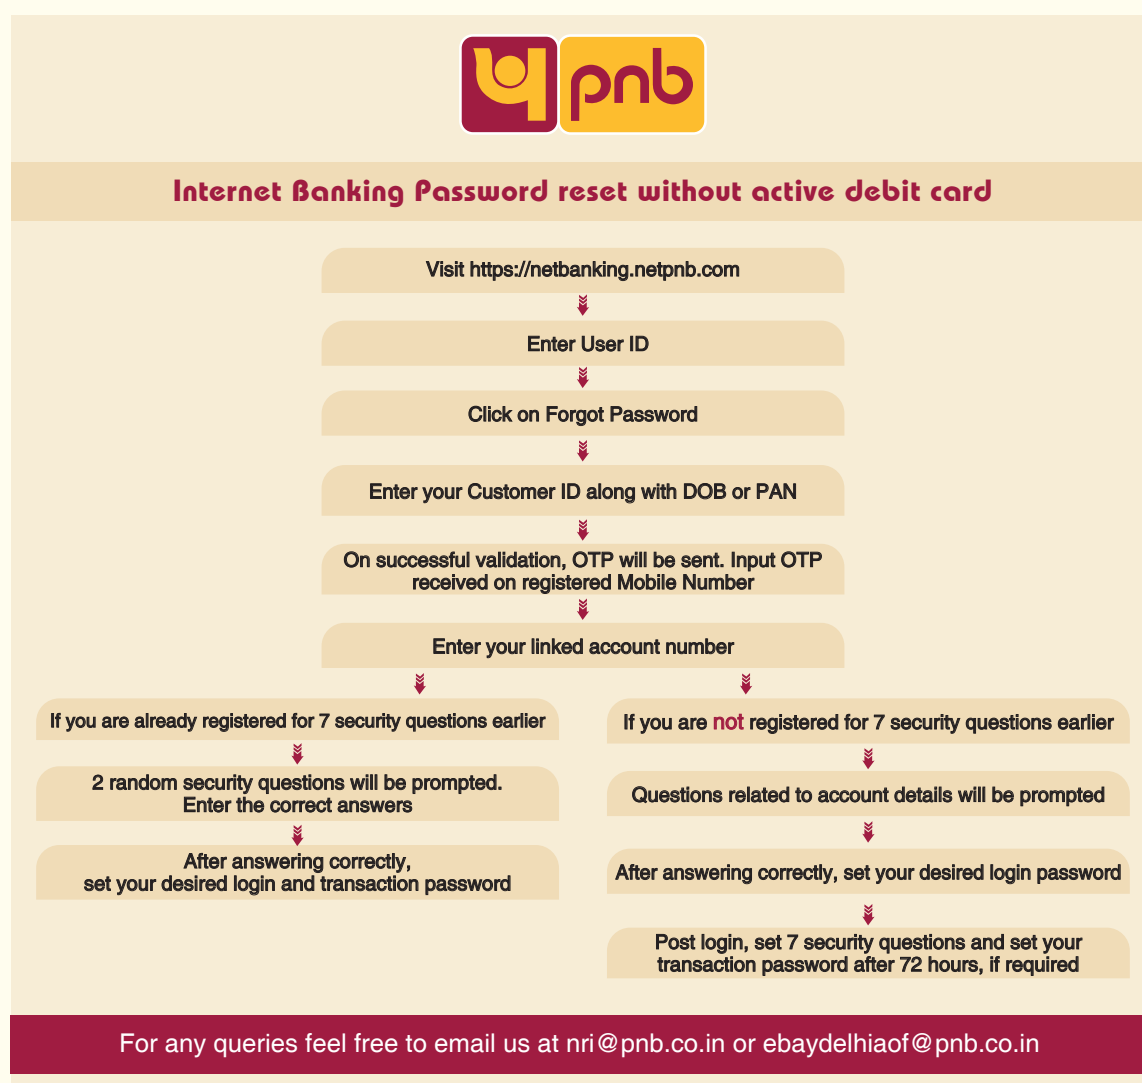 प pnb
Internet Banking Password reset without active debit card
Visit https://netbanking.netpnb.com
Enter User ID
Click on Forgot Password
Enter your Customer ID along with DOB or PAN
On successful validation, OTP will be sent. Input OTP
received on registered Mobile Number
Enter your linked account number
If you are already registered for 7 security questions earlier
2 random security questions will be prompted.
Enter the correct answers
After answering correctly,
set your desired login and transaction password
If you are not registered for 7 security questions earlier
Questions related to account details will be prompted
After answering correctly, set your desired login password
Post login, set 7 security questions and set your
transaction password after 72 hours, if required
For any queries feel free to email us at nri@pnb.co.in or ebaydelhiaof@pnb.co.in